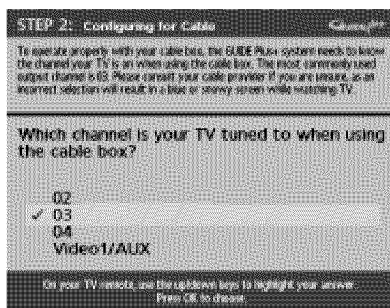 STEP 2: Configuring for Cable
To operate properly with your cable box, the GUIDE Plus+ system needs to know
the channel your TV is on when using the cable box. The most commonly used
output channel is 03. Please consult your cable provider if you are unsure, as an
incorrect selection will result in a blue or snowy screen while watching TV.
Which channel is your TV tuned to when using
the cable box?
02
✓ 03
04
Video1/AUX
On your TV remote, use the up/down keys to highlight your answer.
Press OK to choose.